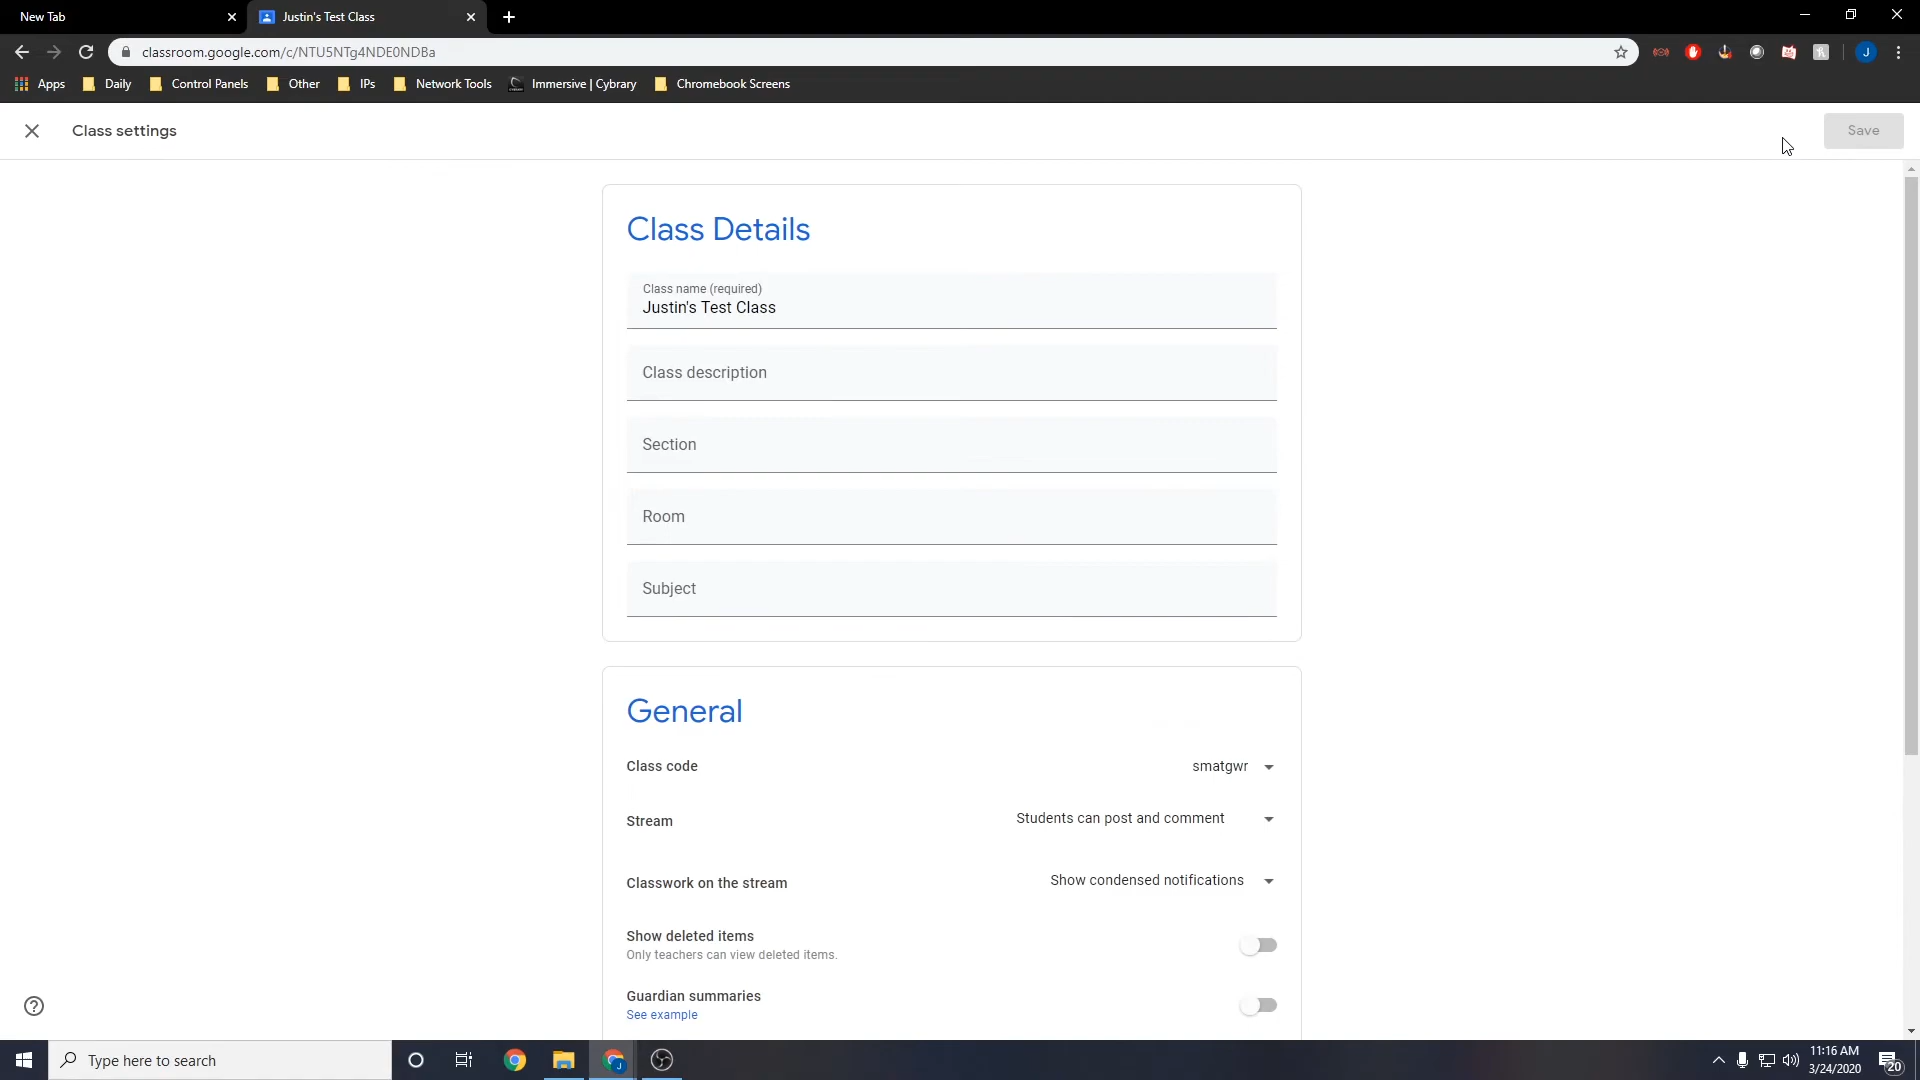 New Tab
Justin's Test Class
classroom.google.com/c/NTU5NTg4NDE0NDBa
J
Apps
Daily
Control Panels
Other
IPs
Network Tools
Immersive | Cybrary
Chromebook Screens
Class settings
Save
Class Details
Class name (required)
Justin's Test Class
Class description
Section
Room
Subject
General
Class code
smatgwr
Stream
Students can post and comment
Classwork on the stream
Show condensed notifications
Show deleted items
Only teachers can view deleted items.
Guardian summaries
See example
Type here to search
J
11:16 AM
3/24/2020
20